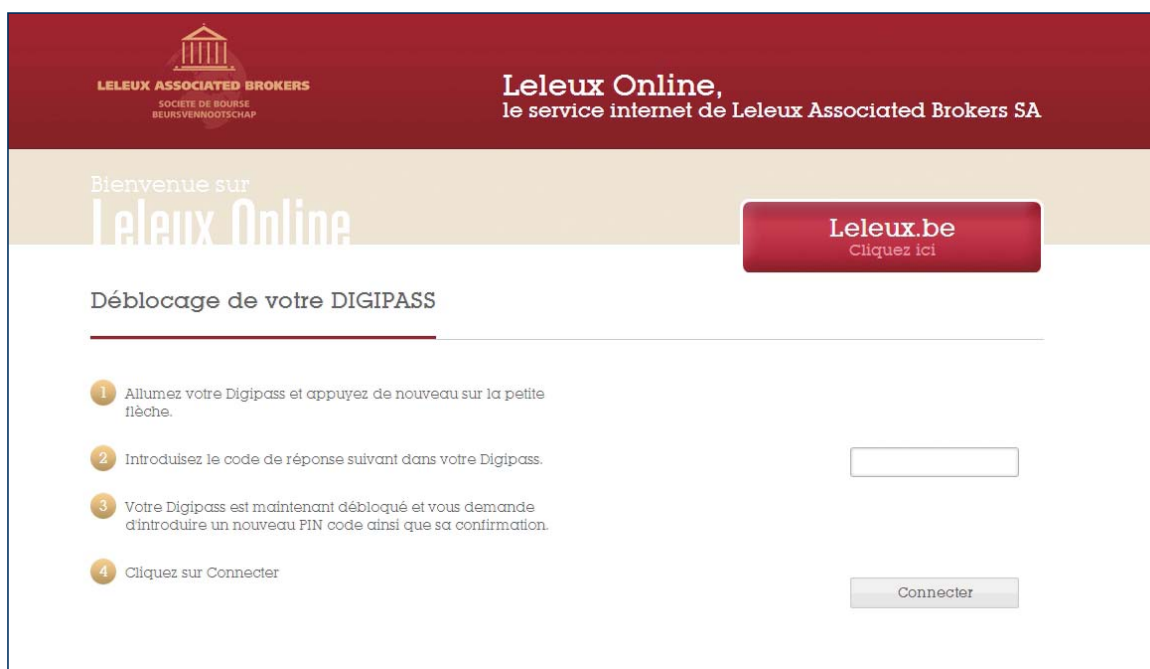 LELEUX ASSOCIATED BROKERS
SOCIETE DE BOURSE
BEURSVENNOOTSCHAP
Leleux Online,
le service internet de Leleux Associated Brokers SA
Bienvenue sur
Leleux Online
Leleux.be
Cliquez ici
Déblocage de votre DIGIPASS
1 Allumez votre Digipass et appuyez de nouveau sur la petite
flèche.
2 Introduisez le code de réponse suivant dans votre Digipass.
3 Votre Digipass est maintenant débloqué et vous demande
d'introduire un nouveau PIN code ainsi que sa confirmation.
4 Cliquez sur Connecter
Connecter